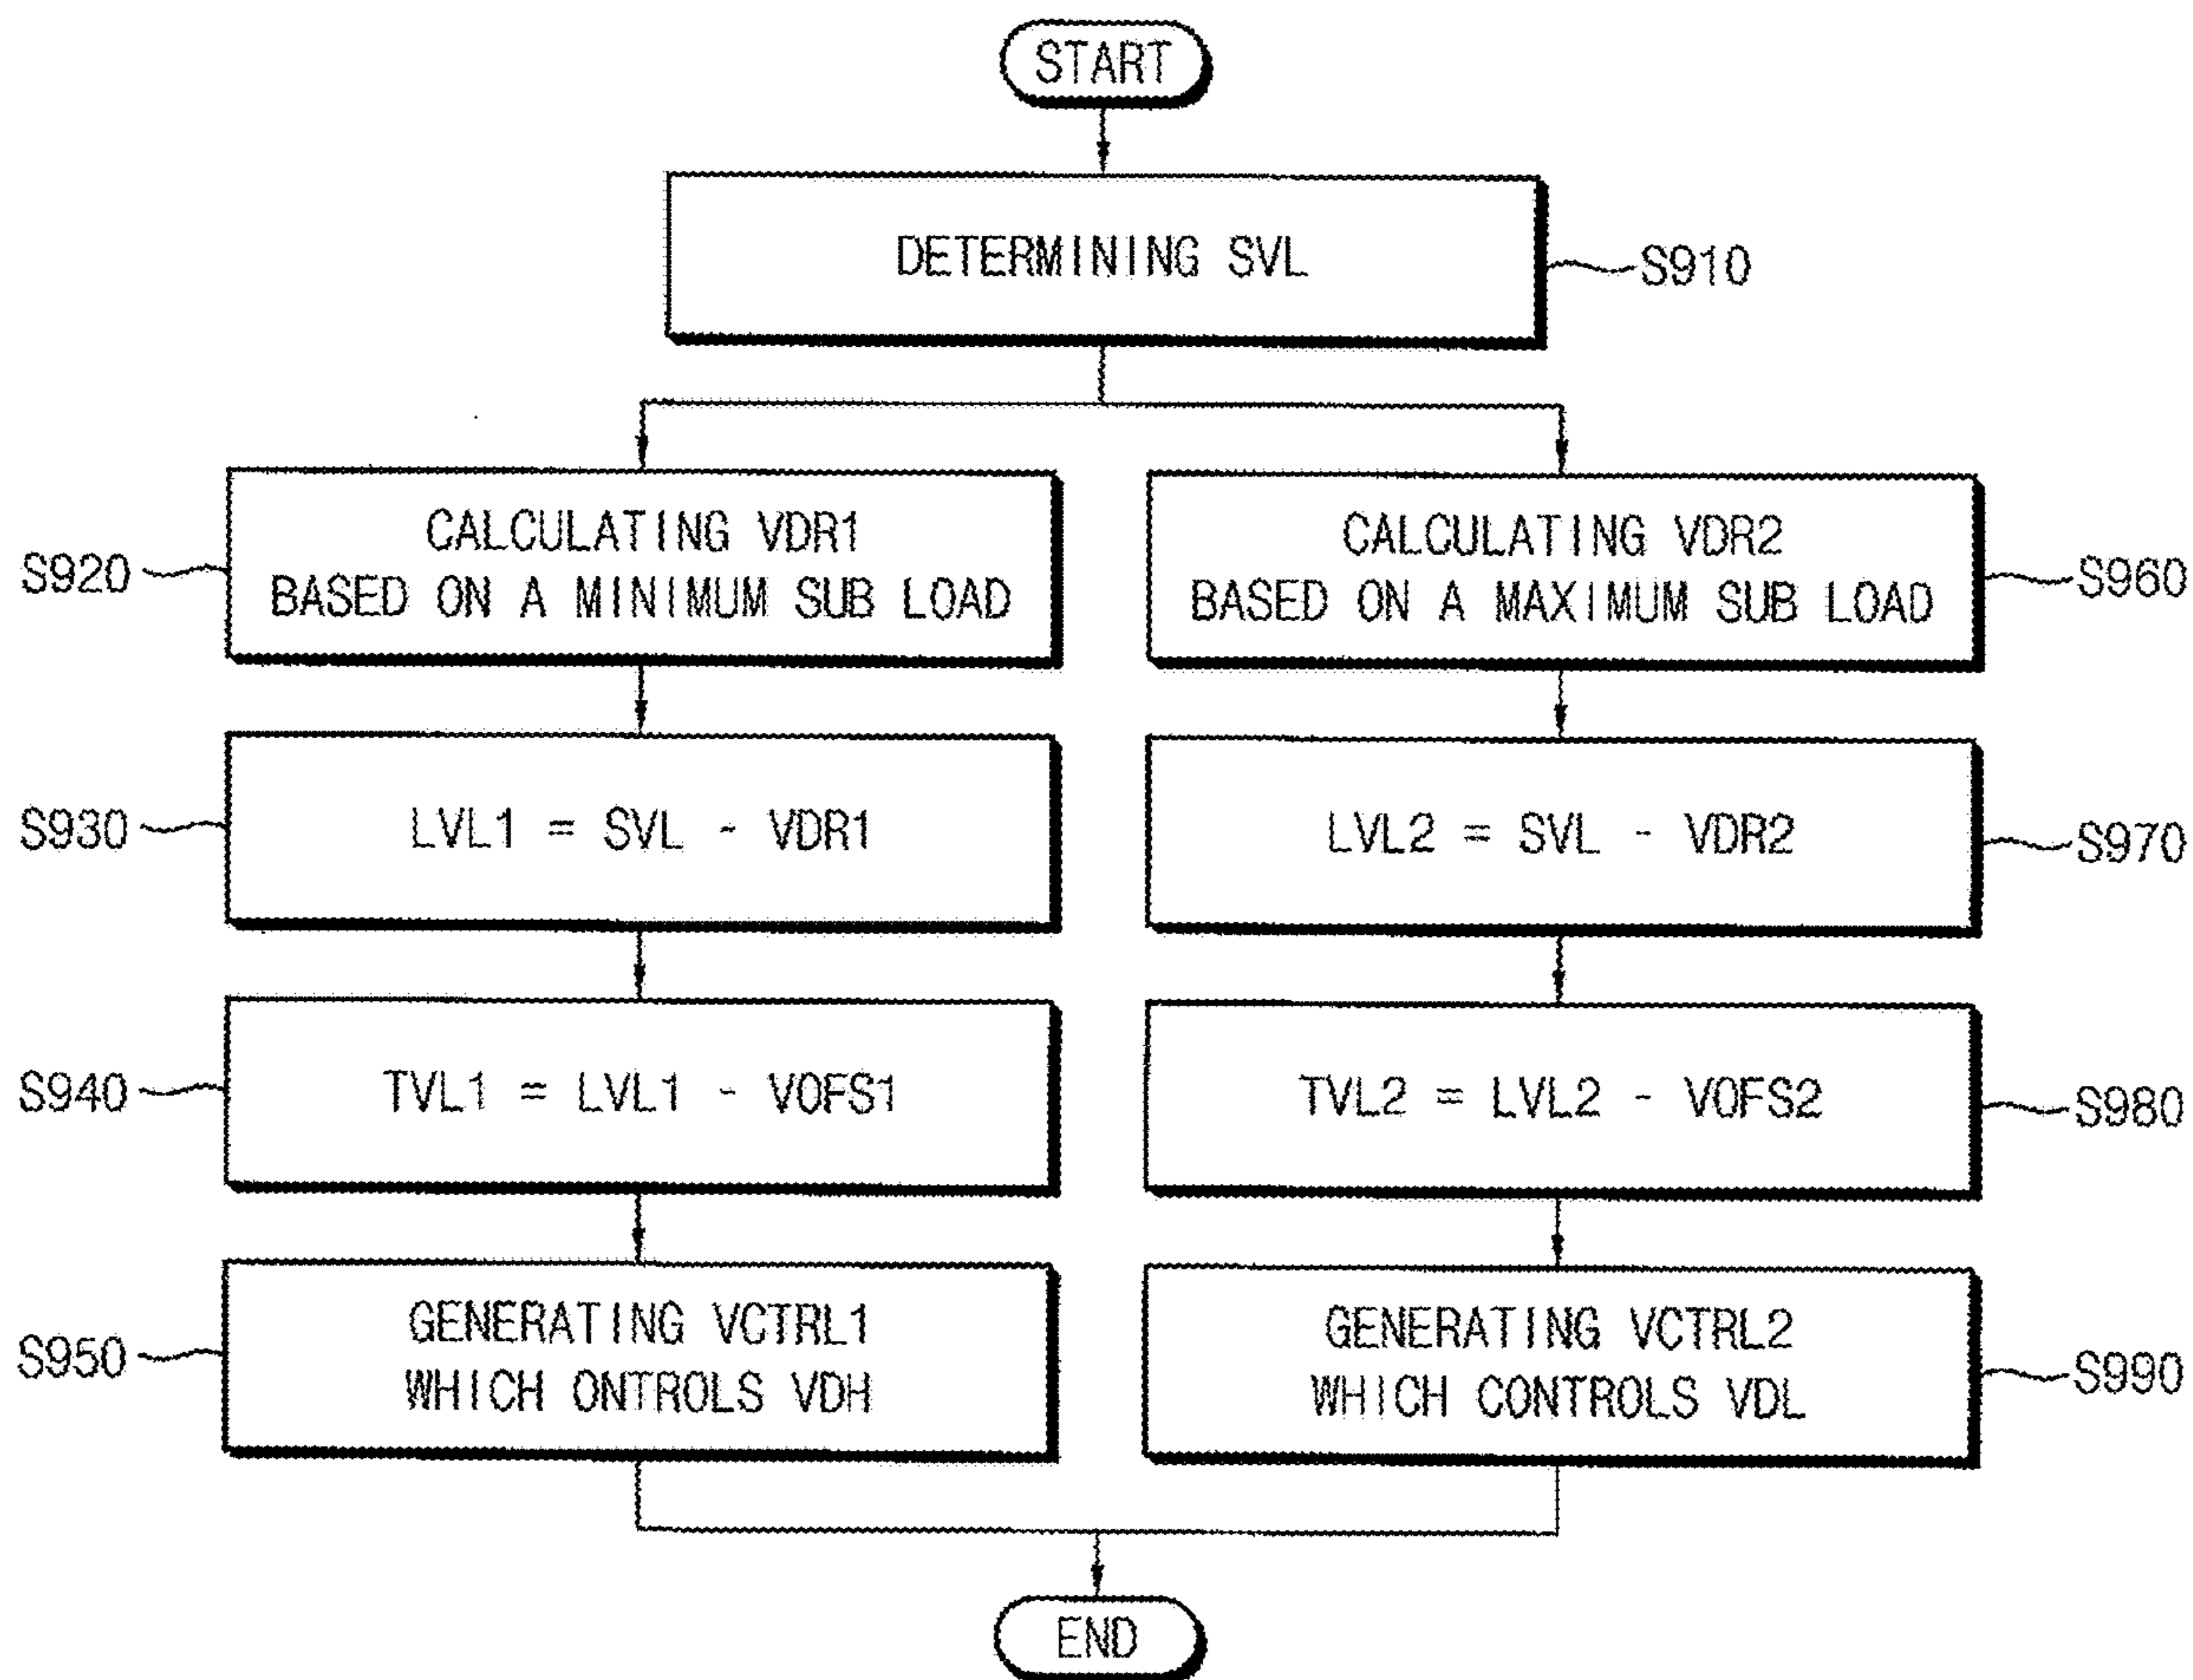 START
DETERMINING SVL
S910
CALCULATING VDR1
BASED ON A MINIMUM SUB LOAD
S920
CALCULATING VDR2
BASED ON A MAXIMUM SUB LOAD
S960
LVL1 = SVL - VDR1
S930
LVL2 = SVL - VDR2
S970
TVL1 = LVL1 - VOFS1
S940
TVL2 = LVL2 - VOFS2
S980
GENERATING VCTRL1
WHICH ONTROLS VDH
S950
GENERATING VCTRL2
WHICH CONTROLS VDL
S990
END